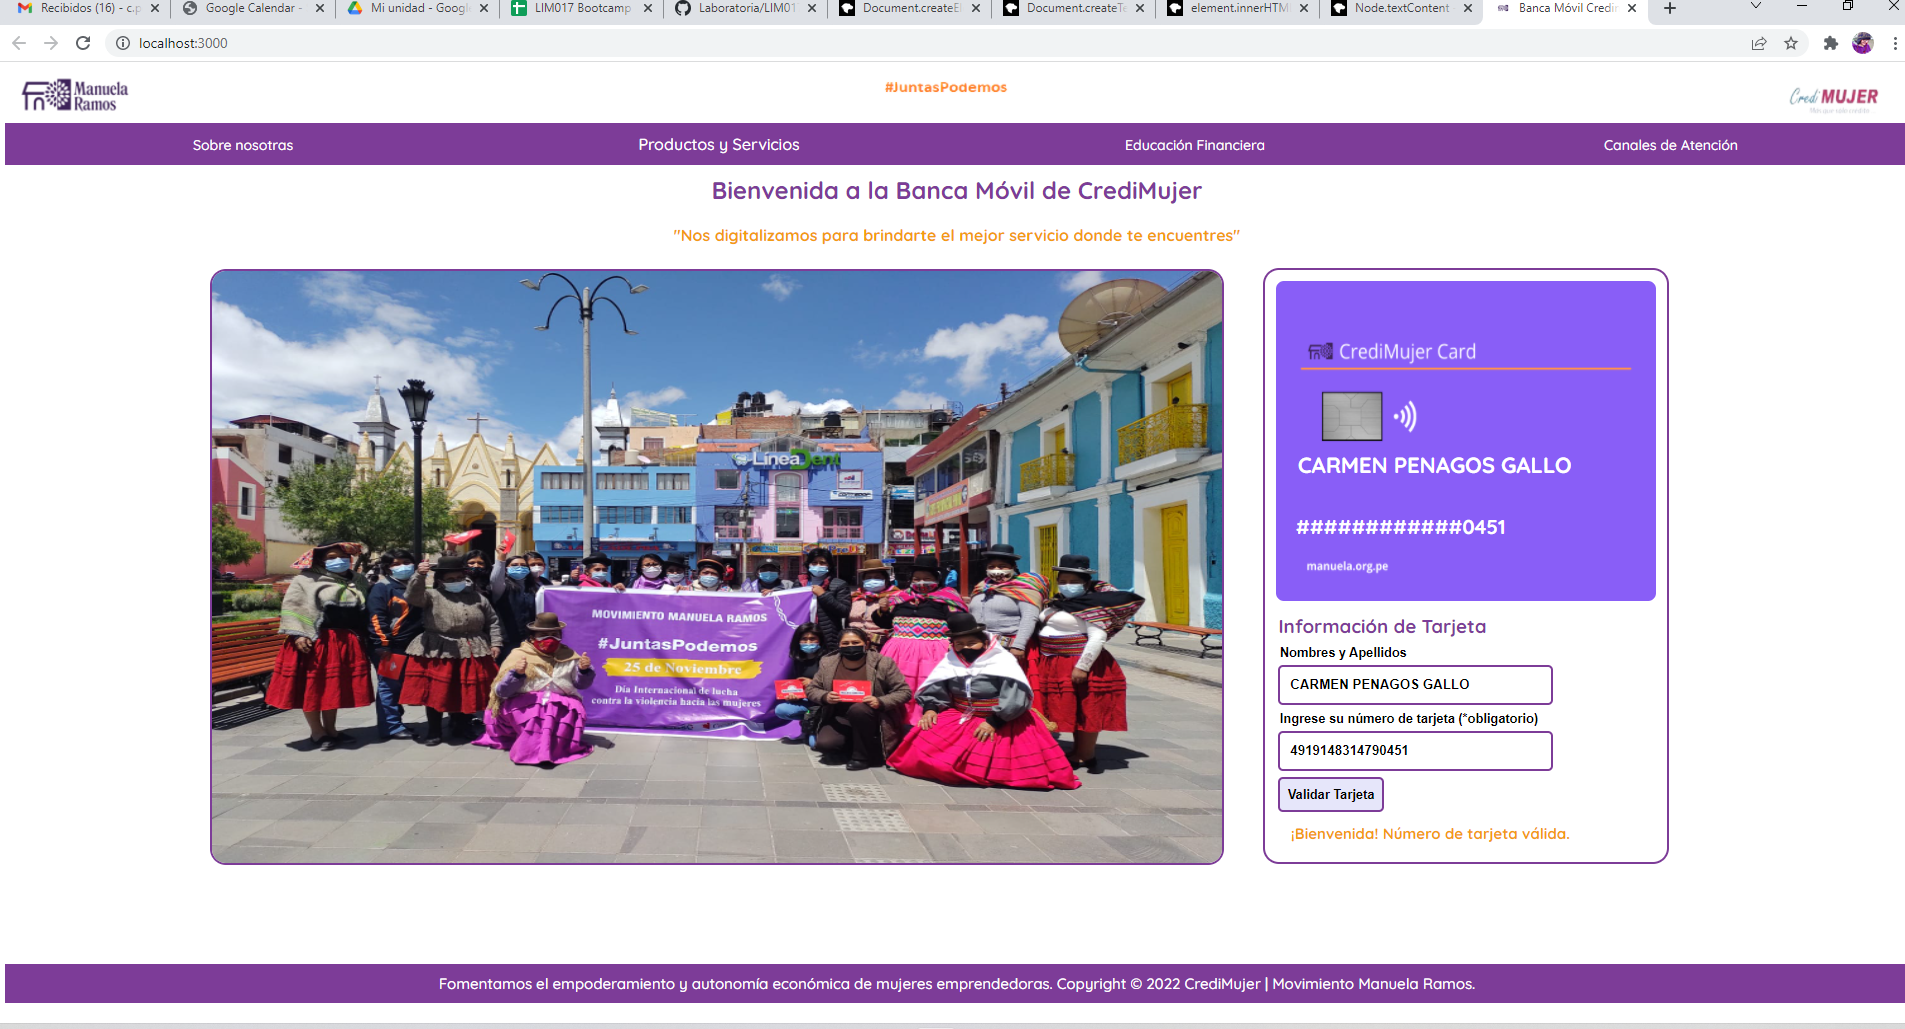 Recibidos (16) - c.p
Google Calendar -
Mi unidad - Google
LIM017 Bootcamp
Laboratoria/LIM01
Document.createEl
Document.createTe
element.innerHTM
Node.textContent
Banca Móvil Credi
localhost:3000
Manuela
Ramos
#JuntasPodemos
Credi MUJER
Sobre nosotras
Productos y Servicios
Educación Financiera
Canales de Atención
Bienvenida a la Banca Móvil de CrediMujer
"Nos digitalizamos para brindarte el mejor servicio donde te encuentres"
LineaDent
MOVIMIENTO MANUELA RAMOS
#JuntasPodemos
25 de Noviembre
Día Internacional de lucha
contra la violencia hacia las mujeres
CrediMujer Card
CARMEN PENAGOS GALLO
############0451
manuela.org.pe
Información de Tarjeta
Nombres y Apellidos
CARMEN PENAGOS GALLO
Ingrese su número de tarjeta (*obligatorio)
4919148314790451
Validar Tarjeta
¡Bienvenida! Número de tarjeta válida.
Fomentamos el empoderamiento y autonomía económica de mujeres emprendedoras. Copyright © 2022 CrediMujer | Movimiento Manuela Ramos.